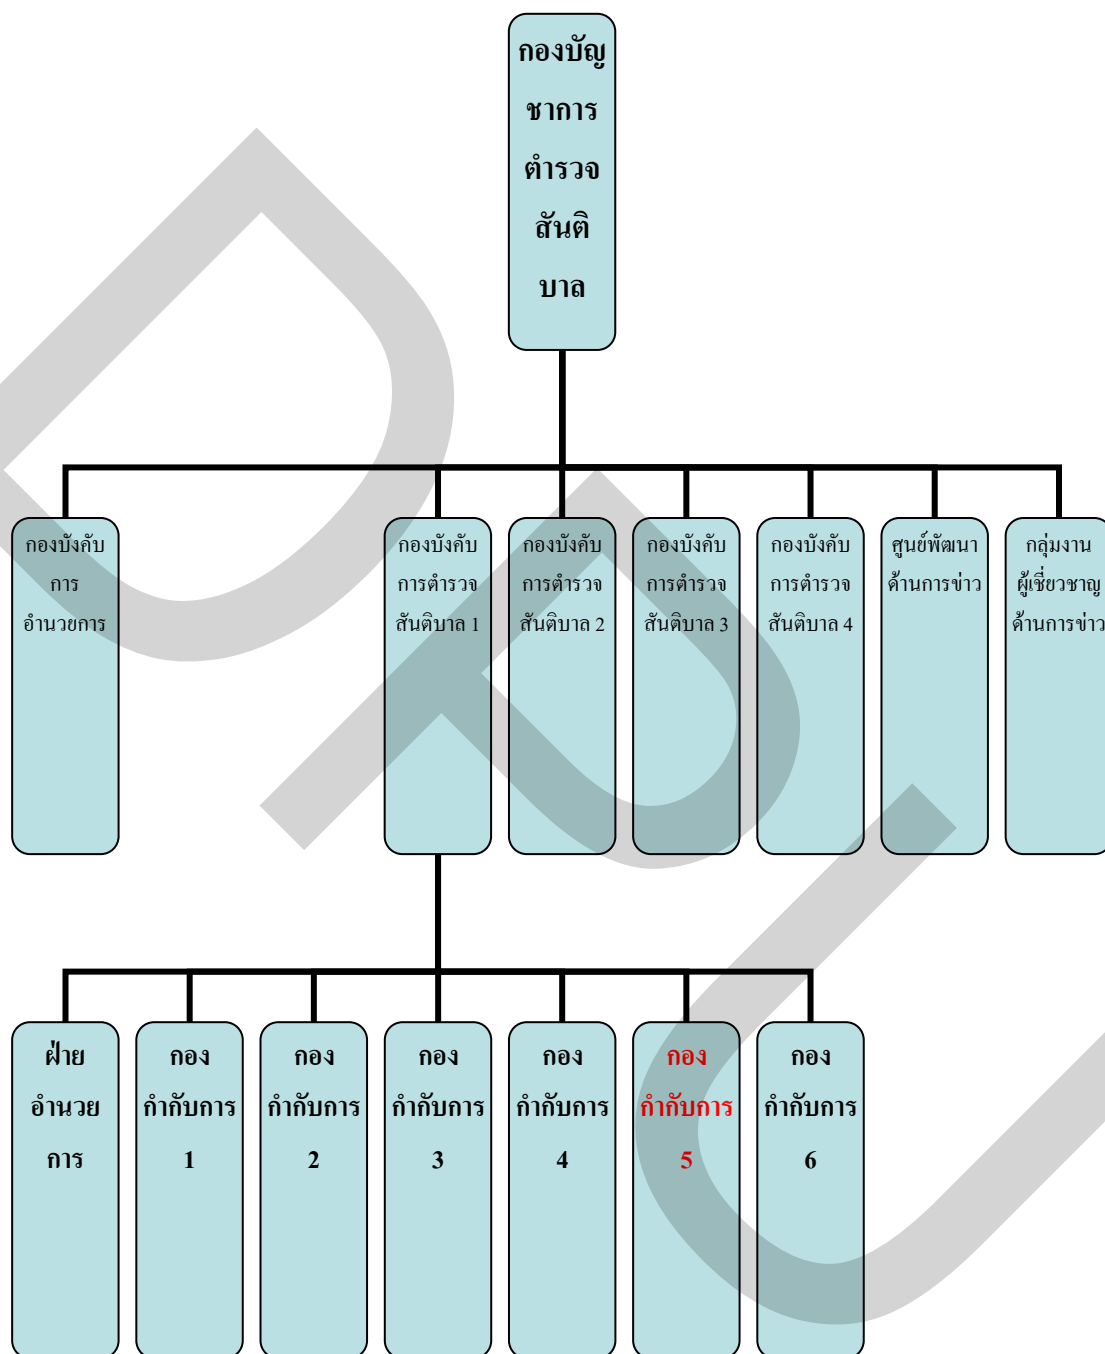 กองบัญ
ชาการ
ตำรวจ
สันติ
บาล
กองบังคับ
การ
อำนวยการ
กองบังคับ
การตำรวจ
สันติบาล 1
กองบังคับ
การตำรวจ
สันติบาล 2
กองบังคับ
การตำรวจ
สันติบาล 3
กองบังคับ
การตำรวจ
สันติบาล 4
ศูนย์พัฒนา
ด้านการข่าว
กลุ่มงาน
ผู้เชี่ยวชาญ
ด้านการข่าว
ฝ่าย
อำนวย
การ
กอง
กำกับการ
1
กอง
กำกับการ
2
กอง
กำกับการ
3
กอง
กำกับการ
4
กอง
กำกับการ
5
กอง
กำกับการ
6
DPU